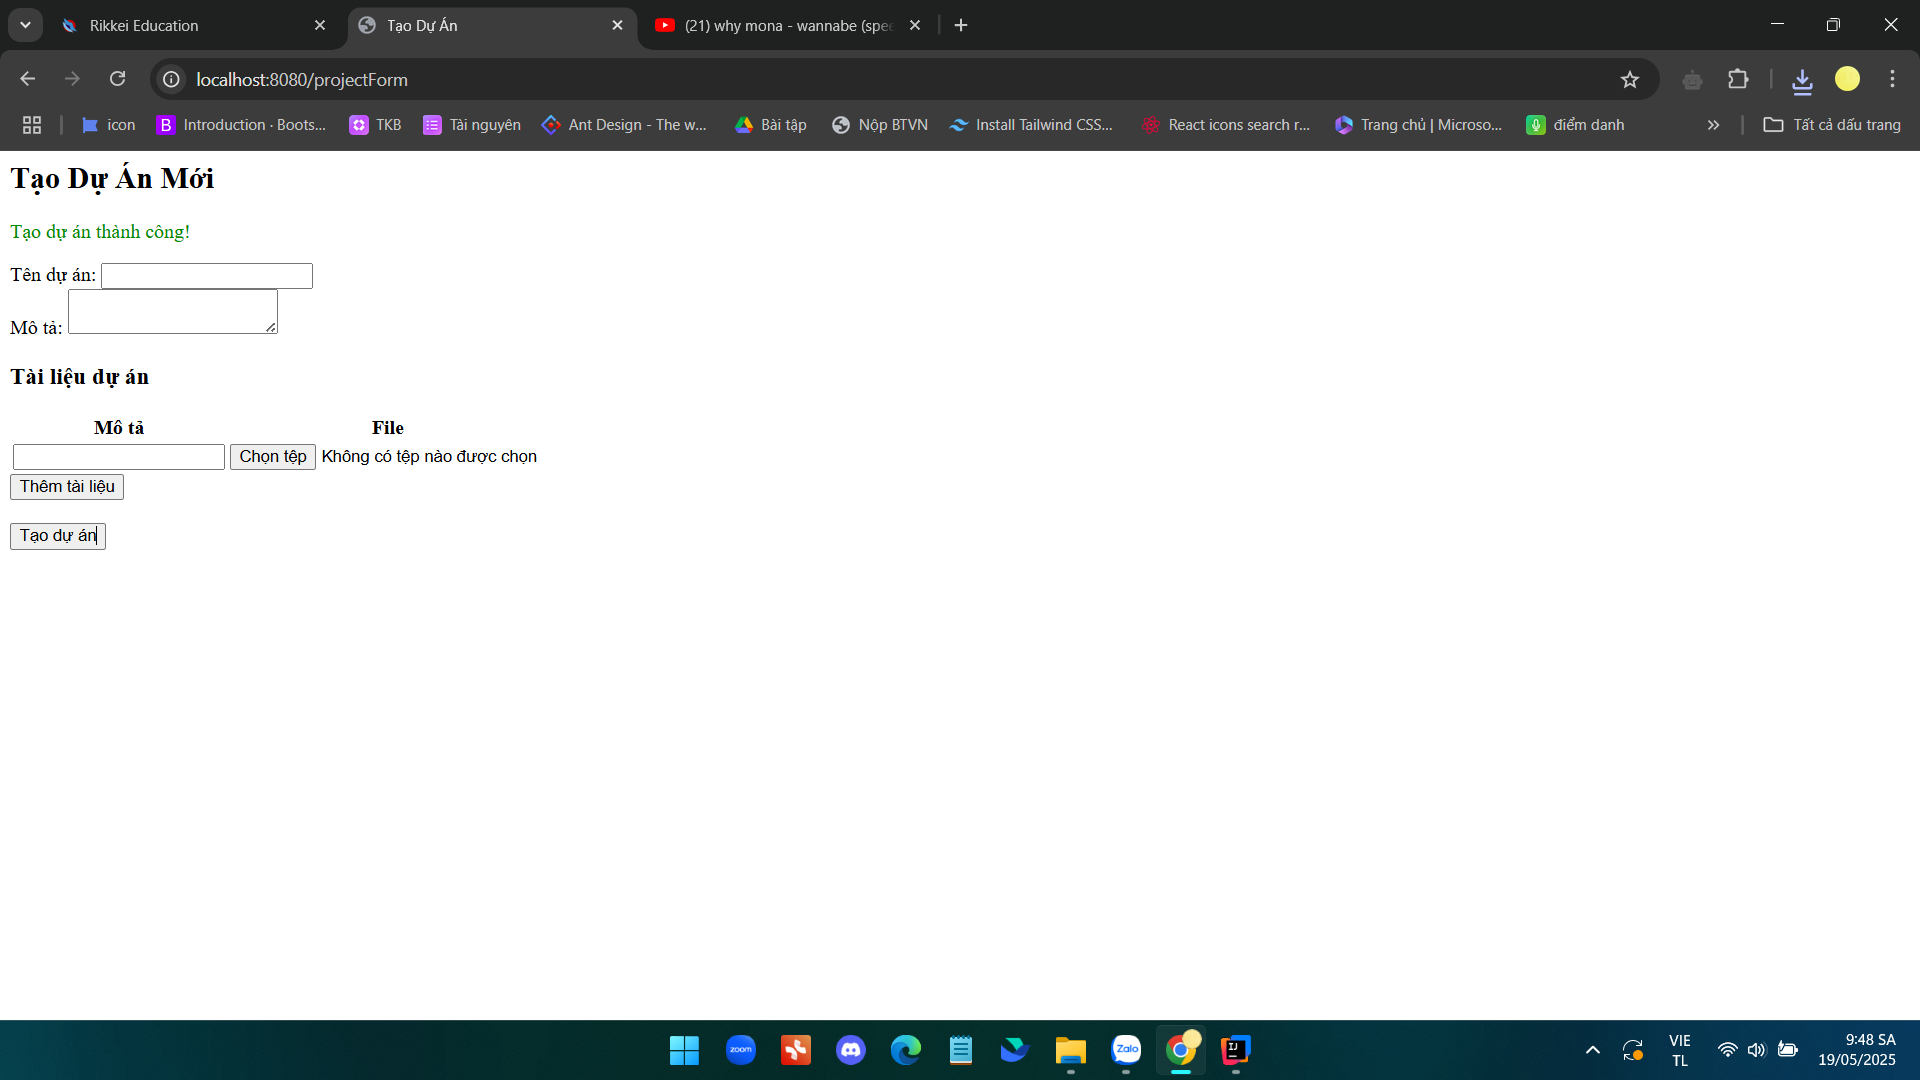 Rikkei Education
Tạo Dự Án
(21) why mona - wannabe (spee
localhost:8080/projectForm
icon
B
Introduction · Boots...
TKB
Tài nguyên
Ant Design - The w...
Bài tập
Nộp BTVN
Install Tailwind CSS...
React icons search r...
Trang chủ | Microso...
điểm danh
Tất cả dấu trang
Tạo Dự Án Mới
Tạo dự án thành công!
Tên dự án:
Mô tả:
Tài liệu dự án
Mô tả File
Chọn tệp Không có tệp nào được chọn
Thêm tài liệu
Tạo dự án
zoom
Zalo
IJ
VIE
TL
9:48 SA
19/05/2025